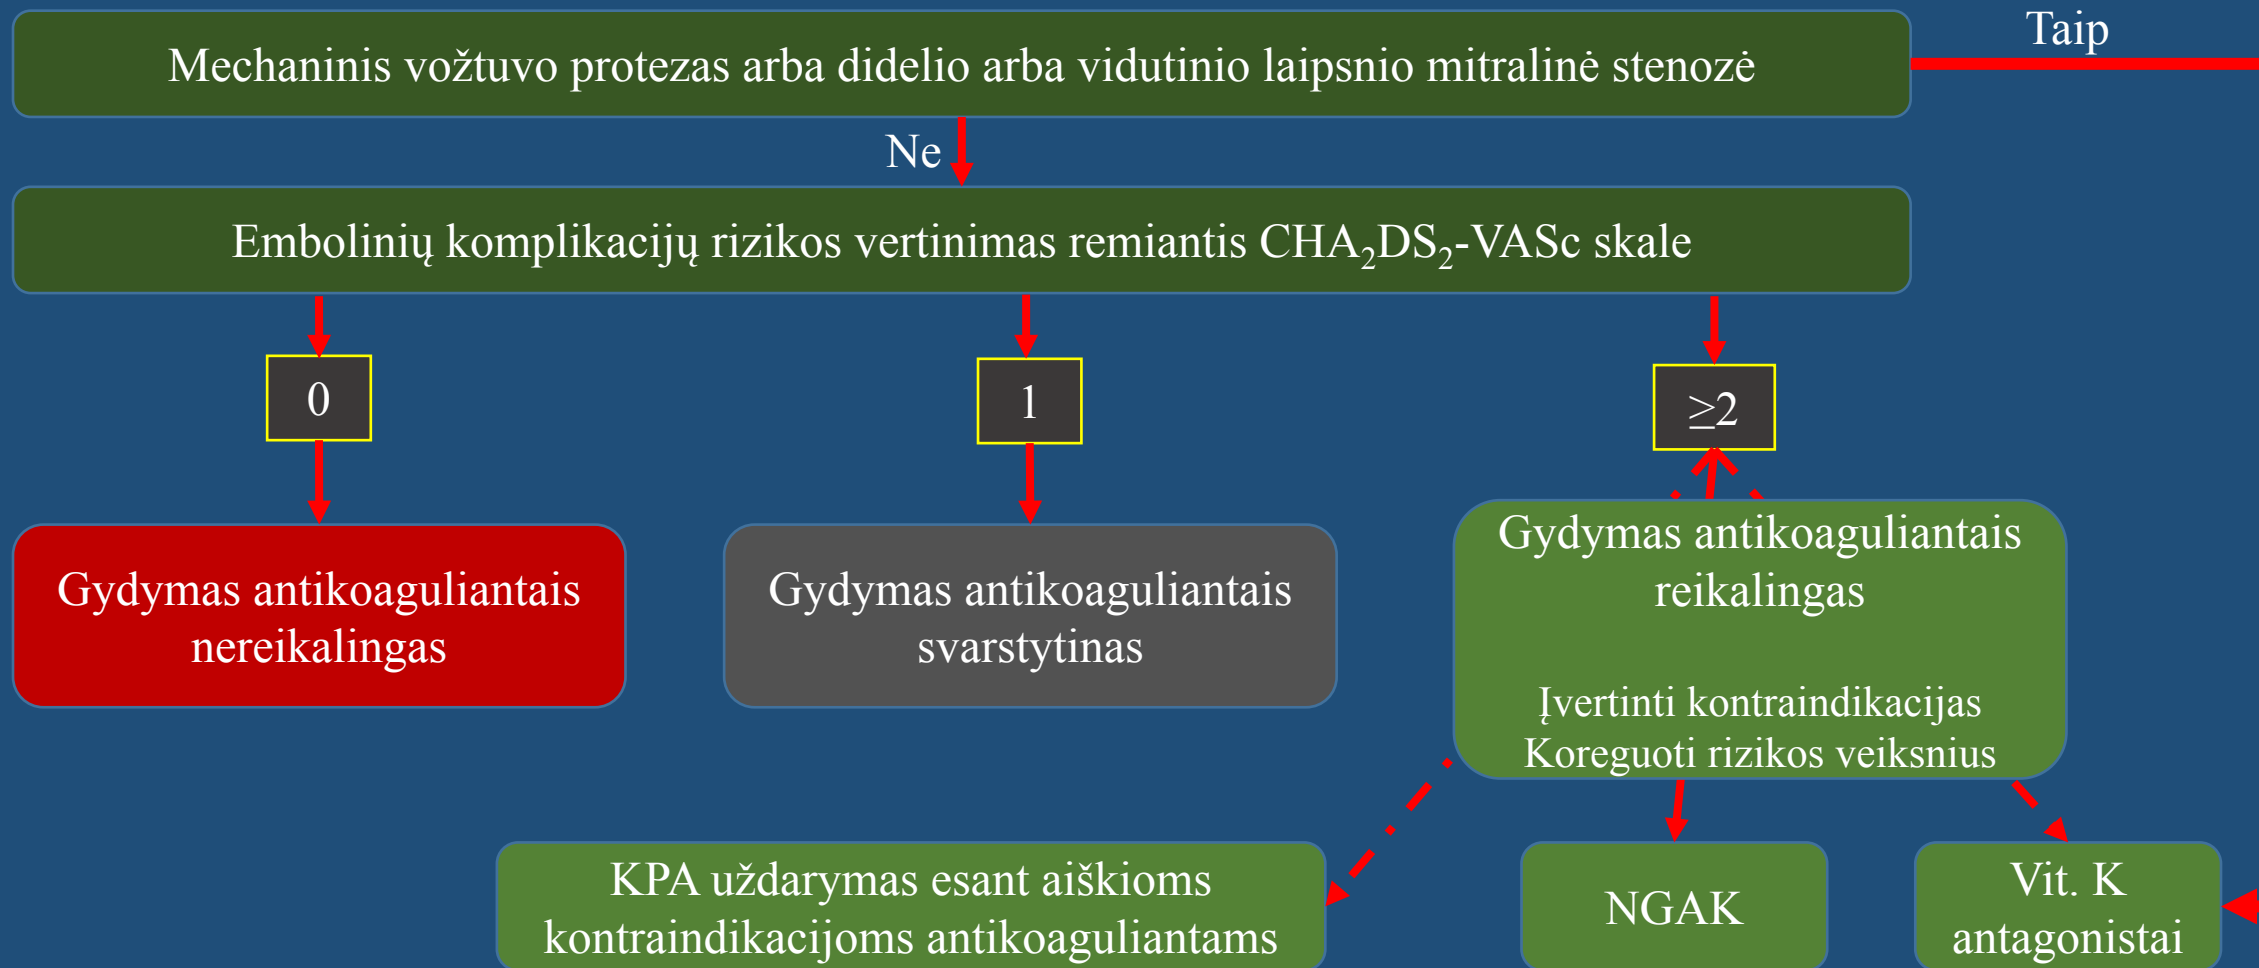 Mechaninis vožtuvo protezas arba didelio arba vidutinio laipsnio mitralinė stenozė
Taip
Ne
Embolinių komplikacijų rizikos vertinimas remiantis CHA₂DS₂-VASc skale
0
1
≥2
Gydymas antikoaguliantais
nereikalingas
Gydymas antikoaguliantais
svarstytinas
Gydymas antikoaguliantais
reikalingas
Įvertinti kontraindikacijas
Koreguoti rizikos veiksnius
KPA uždarymas esant aiškioms
kontraindikacijoms antikoaguliantams
NGAK
Vit. K
antagonistai